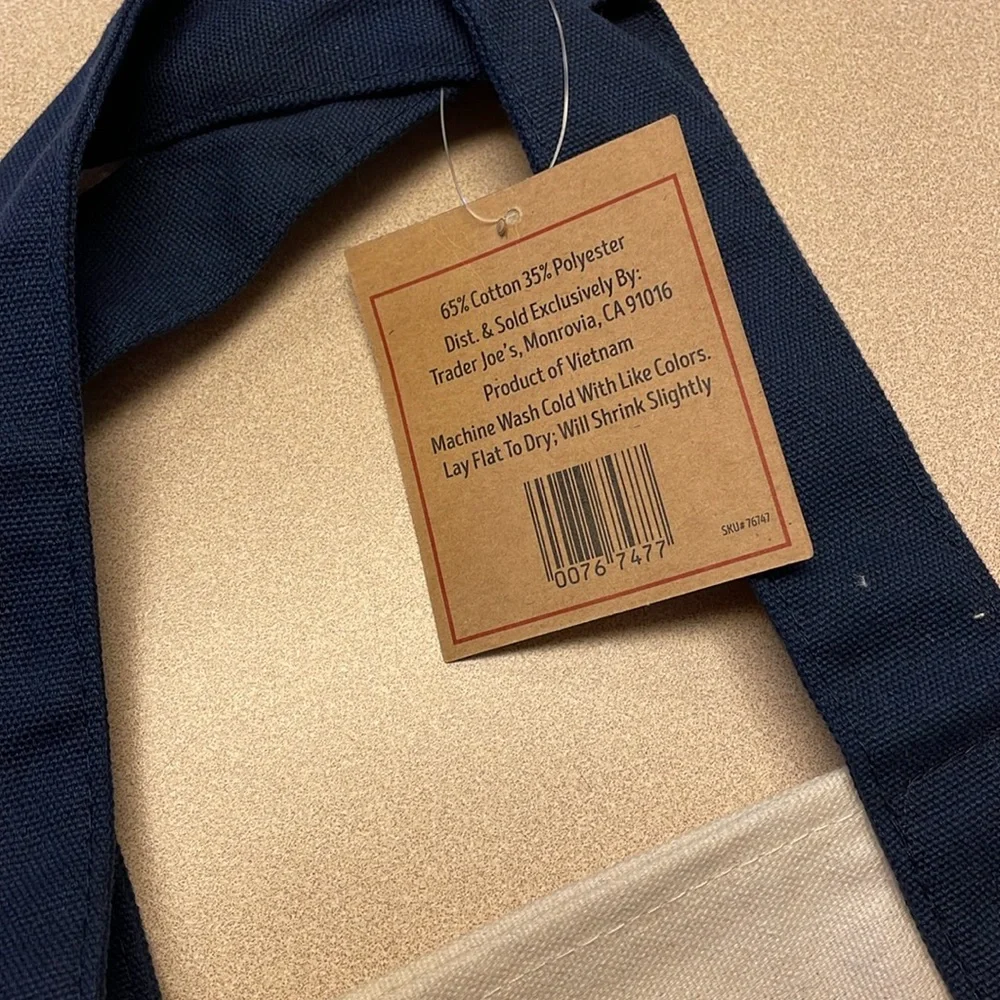 65% Cotton 35% Polyester
Dist. & Sold Exclusively By:
Trader Joe's, Monrovia, CA 91016
Product of Vietnam
Machine Wash Cold With Like Colors.
Lay Flat To Dry; Will Shrink Slightly
SKU# 76747
0076 7477